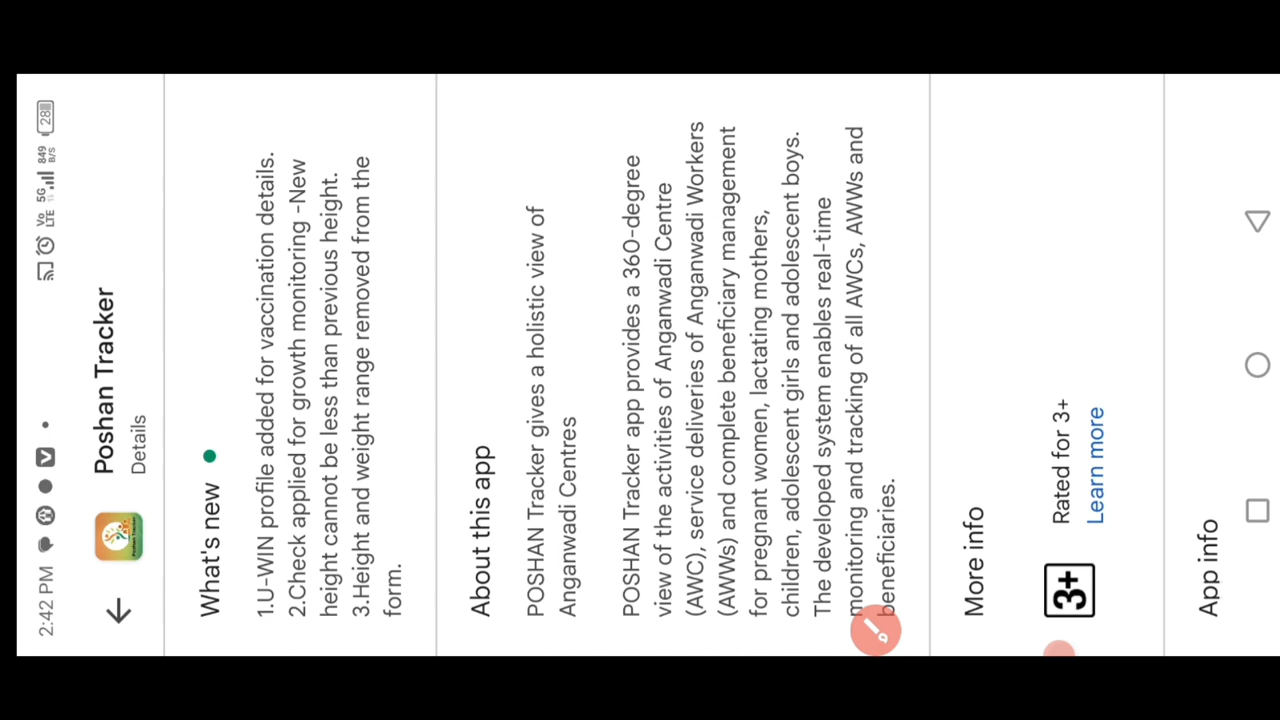 2:42 PM
Vo LTE 5G 849 B/S 28
Poshan Tracker
Details
What's new
1.U-WIN profile added for vaccination details.
2.Check applied for growth monitoring -New
height cannot be less than previous height.
3.Height and weight range removed from the
form.
About this app
POSHAN Tracker gives a holistic view of
Anganwadi Centres
POSHAN Tracker app provides a 360-degree
view of the activities of Anganwadi Centre
(AWC), service deliveries of Anganwadi Workers
(AWWs) and complete beneficiary management
for pregnant women, lactating mothers,
children, adolescent girls and adolescent boys.
The developed system enables real-time
monitoring and tracking of all AWCs, AWWs and
beneficiaries.
More info
3+
Rated for 3+
Learn more
App info